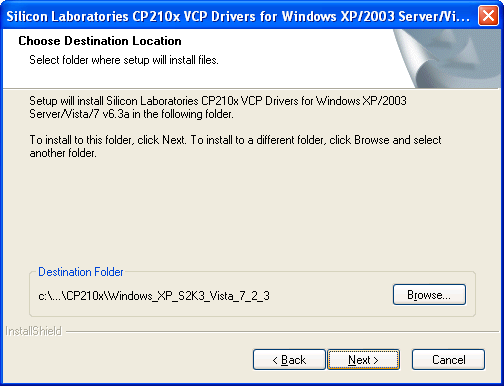 Silicon Laboratories CP210x VCP Drivers for Windows XP/2003 Server/Vi...
Choose Destination Location
Select folder where setup will install files.
Setup will install Silicon Laboratories CP210x VCP Drivers for Windows XP/2003
Server/Vista/7 v6.3a in the following folder.
To install to this folder, click Next. To install to a different folder, click Browse and select
another folder.
Destination Folder
c:\...\CP210x\Windows_XP_S2K3_Vista_7_2_3
Browse...
InstallShield
< Back
Next >
Cancel